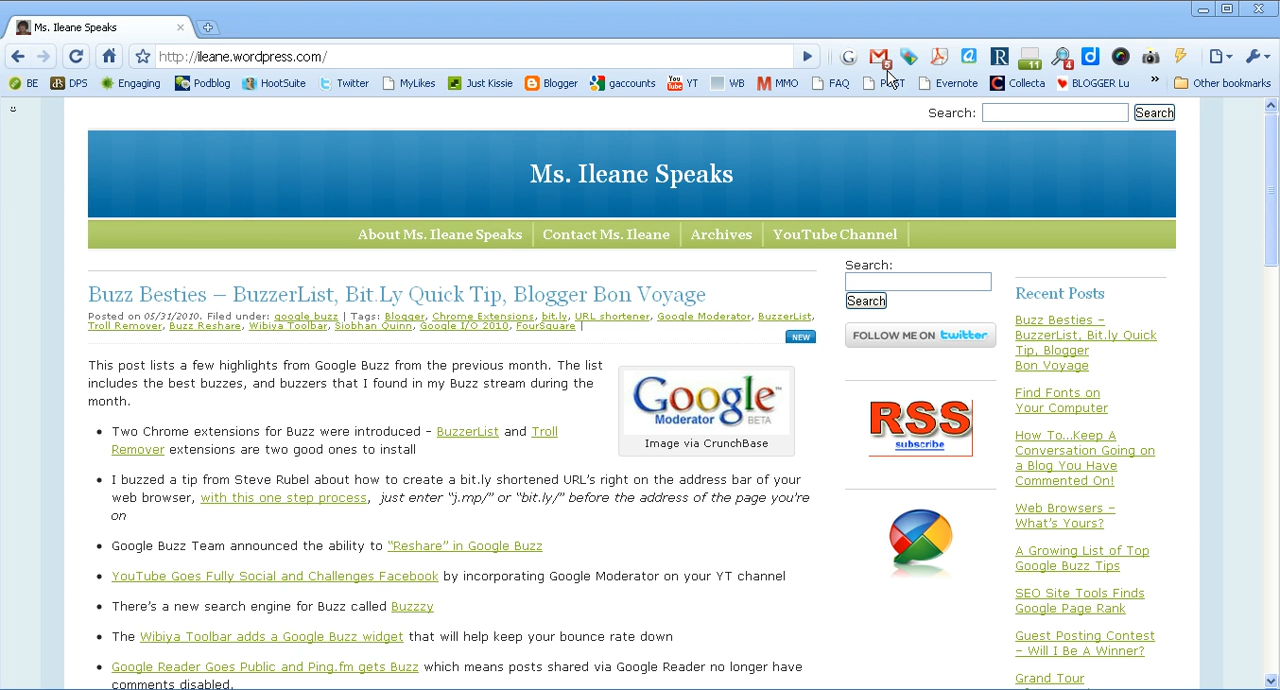 Ms. Ileane Speaks
http://ileane.wordpress.com/
5
11
4
BE DPS Engaging Podblog HootSuite Twitter MyLikes Just Kissie Blogger gaccounts YT WB MMO FAQ Evernote Collecta BLOGGER Lu » Other bookmarks
Search: Search
Ms. Ileane Speaks
About Ms. Ileane Speaks Contact Ms. Ileane Archives YouTube Channel
Buzz Besties – BuzzerList, Bit.Ly Quick Tip, Blogger Bon Voyage
Posted on 05/31/2010. Filed under: google buzz | Tags: Blogger, Chrome Extensions, bit.ly, URL shortener, Google Moderator, BuzzerList,
Troll Remover, Buzz Reshare, Wibiya Toolbar, Siobhan Quinn, Google I/O 2010, FourSquare |
NEW
This post lists a few highlights from Google Buzz from the previous month. The list
includes the best buzzes, and buzzers that I found in my Buzz stream during the
month.
Google
Moderator BETA
Image via CrunchBase
Two Chrome for Buzz were introduced – BuzzerList and Troll
Remover extensions are two good ones to install
I buzzed a tip from Steve Rubel about how to create a bit.ly shortened URL's right on the address bar of your
web browser, with this one step process, just enter "j.mp/" or "bit.ly/" before the address of the page you're
on
Google Buzz Team announced the ability to "Reshare" in Google Buzz
YouTube Goes Fully Social and Challenges Facebook by incorporating Google Moderator on your YT channel
There's a new search engine for Buzz called Buzzzy
The Wibiya Toolbar adds a Google Buzz widget that will help keep your bounce rate down
Google Reader Goes Public and Ping.fm gets Buzz which means posts shared via Google Reader no longer have
comments disabled.
Search:
Search
FOLLOW ME ON twitter
RSS
subscribe
Recent Posts
Buzz Besties –
BuzzerList, Bit.ly Quick
Tip, Blogger
Bon Voyage
Find Fonts on
Your Computer
How To...Keep A
Conversation Going on
a Blog You Have
Commented On!
Web Browsers –
What's Yours?
A Growing List of Top
Google Buzz Tips
SEO Site Tools Finds
Google Page Rank
Guest Posting Contest
– Will I Be A Winner?
Grand Tour